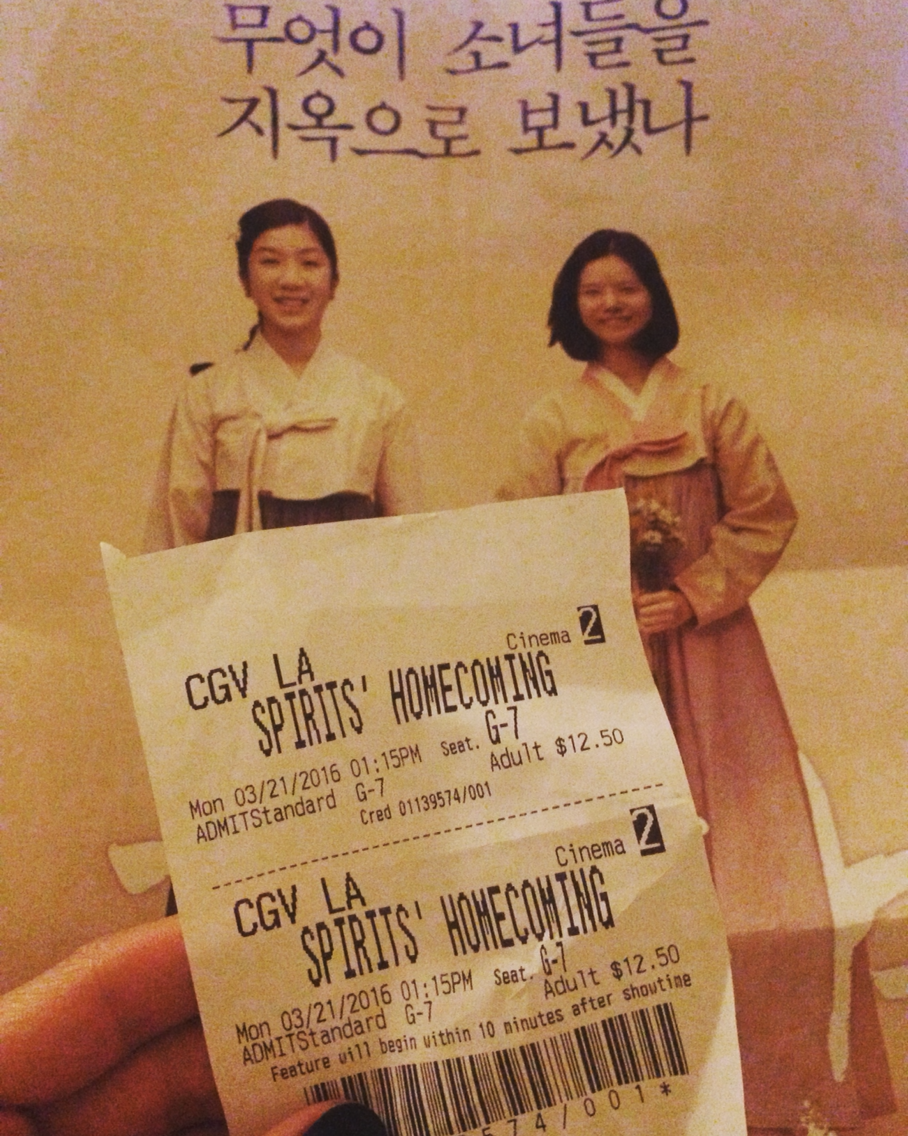 무엇이 소녀들을
지옥으로 보냈나
Cinema 2
CGV LA
SPIRITS' HOMECOMING
Mon 03/21/2016 01:15PM Seat. G-7
ADMITStandard G-7 Adult $12.50
Cred 01139574/001
Cinema 2
CGV LA
SPIRITS' HOMECOMING
Mon 03/21/2016 01:15PM Seat. G-7
ADMITStandard G-7 Adult $12.50
Feature will begin within 10 minutes after showtime
574/001*